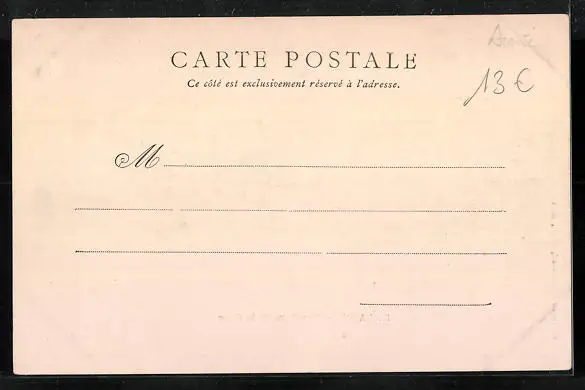 CARTE POSTALE
Ce côté est exclusivement réservé à l'adresse.
13 €
M